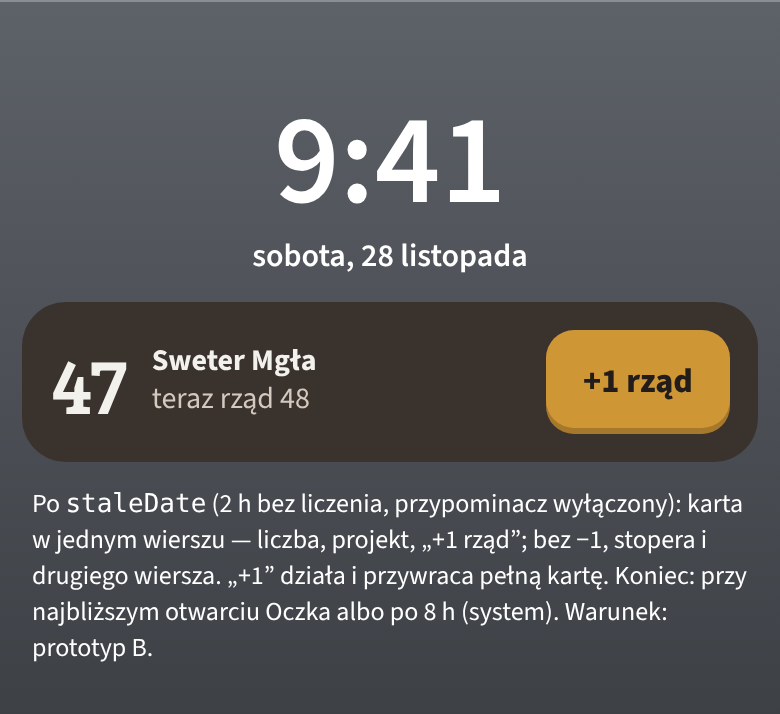 9:41
sobota, 28 listopada
47
Sweter Mgła
teraz rząd 48
+1 rząd
Po staleDate (2 h bez liczenia, przypominacz wyłączony): karta
w jednym wierszu — liczba, projekt, „+1 rząd”; bez −1, stopera i
drugiego wiersza. „+1” działa i przywraca pełną kartę. Koniec: przy
najbliższym otwarciu Oczka albo po 8 h (system). Warunek:
prototyp B.